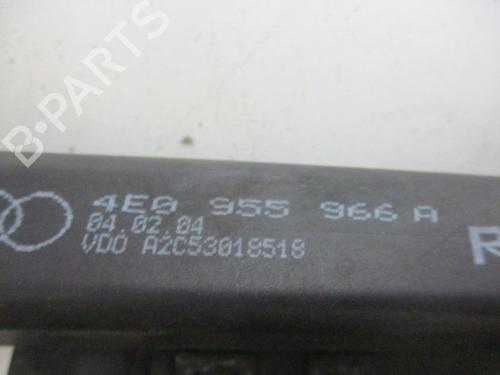 B-PARTS
4E0 955 966 A
04.02.04
VDO A2C53018518
R